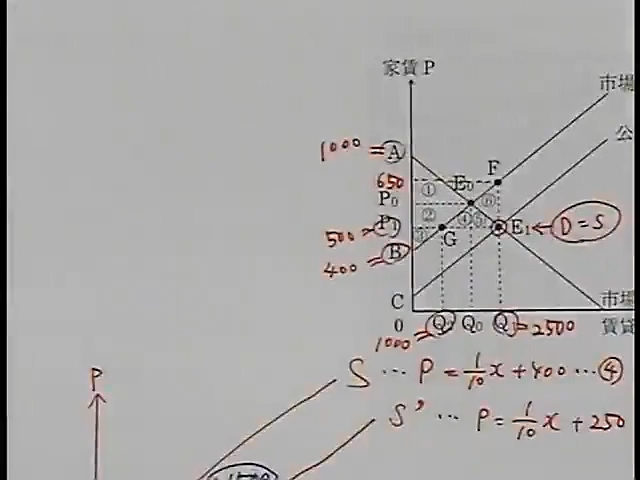 家賃 P
市場
公
1000 = A
F
650
① E₀
P₀ ⑥
② ④ ⑤
500 = P₁ ③ G E₁ ← D = S
400 = B
C
市場
0 Q₀ Q₁ = 2500 賃貸
1000 =
S … P = 1/10 x + 400 … ④
P
S' … P = 1/10 x + 250